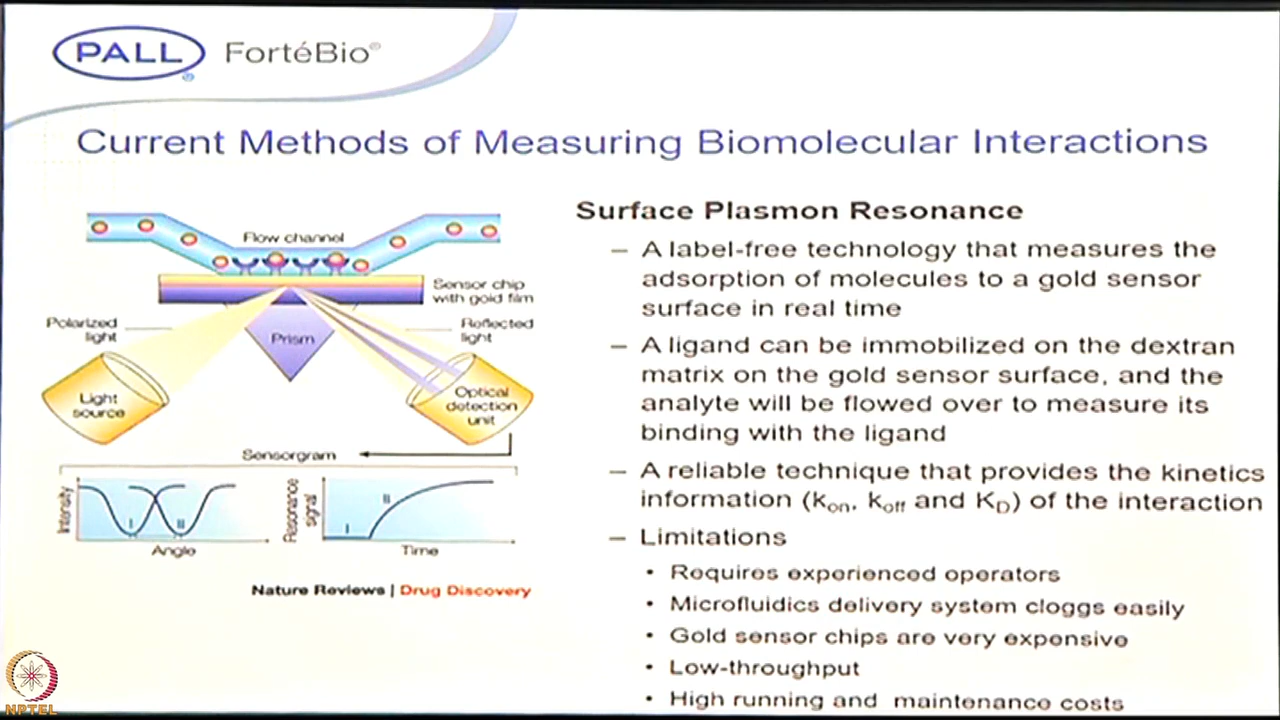 PALL ® FortéBio®
Current Methods of Measuring Biomolecular Interactions
Flow channel
Sensor chip
with gold film
Polarized
light
Reflected
light
Prism
Light
source
Optical
detection
unit
Sensorgram
Intensity
I
II
Angle
Resonance
signal
I
II
Time
Nature Reviews | Drug Discovery
Surface Plasmon Resonance
– A label-free technology that measures the
adsorption of molecules to a gold sensor
surface in real time
– A ligand can be immobilized on the dextran
matrix on the gold sensor surface, and the
analyte will be flowed over to measure its
binding with the ligand
– A reliable technique that provides the kinetics
information (kon, koff and KD) of the interaction
– Limitations
• Requires experienced operators
• Microfluidics delivery system cloggs easily
• Gold sensor chips are very expensive
• Low-throughput
• High running and maintenance costs
NPTEL